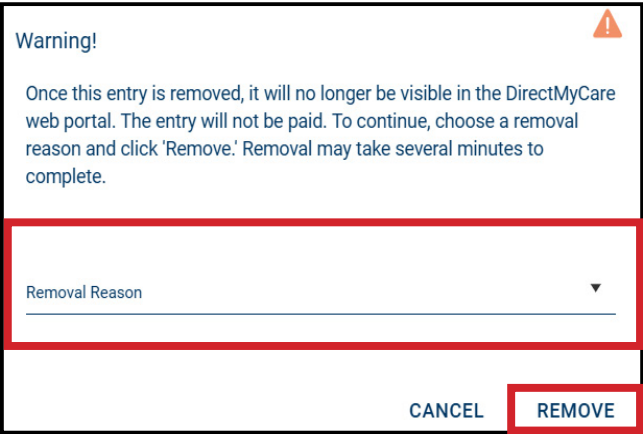 Warning!
Once this entry is removed, it will no longer be visible in the DirectMyCare
web portal. The entry will not be paid. To continue, choose a removal
reason and click 'Remove.' Removal may take several minutes to
complete.
Removal Reason
CANCEL REMOVE